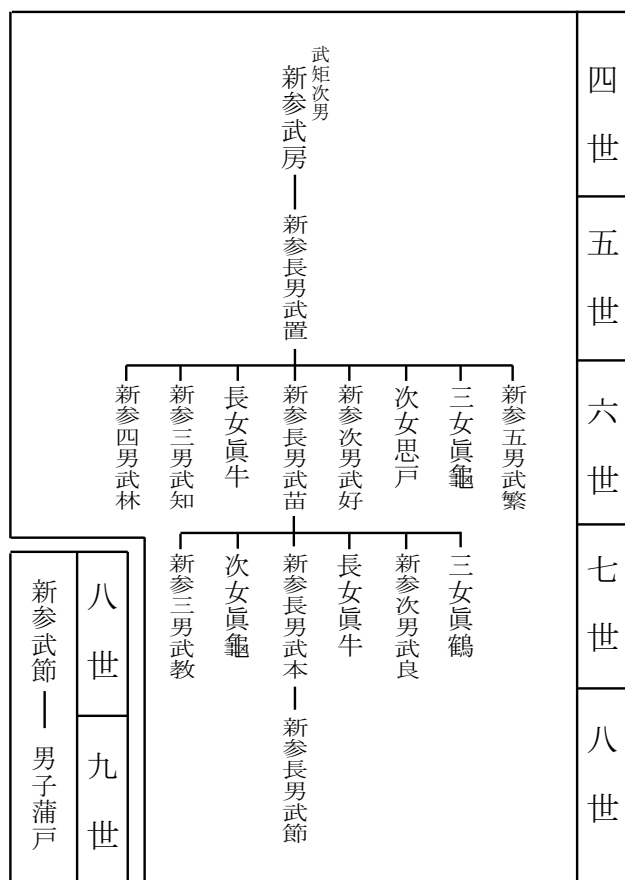 四世
五世
六世
七世
八世
武矩次男
新参武房
新参長男武置
新参五男武繁
三女眞龜
次女思戸
新参次男武好
新参長男武苗
長女眞牛
新参三男武知
新参四男武林
三女眞鶴
新参次男武良
長女眞牛
新参長男武本
次女眞龜
新参三男武教
新参長男武節
八世
九世
新参武節
男子蒲戸